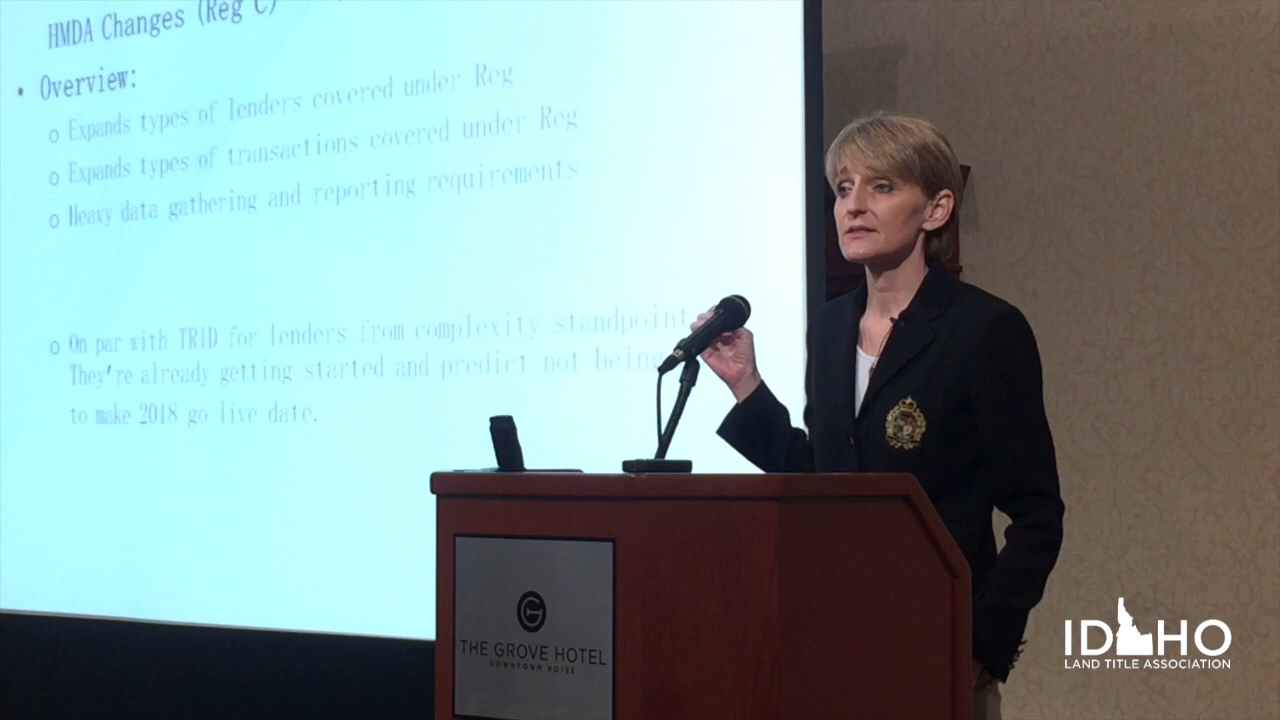 HMDA Changes (Reg C)
• Overview:
o Expands types of lenders covered under Reg
o Expands types of transactions covered under Reg
o Heavy data gathering and reporting requirements
o On par with TRID for lenders from complexity standpoint
They're already getting started and predict not being
to make 2018 go live date.
THE GROVE HOTEL
DOWNTOWN BOISE
IDAHO
LAND TITLE ASSOCIATION